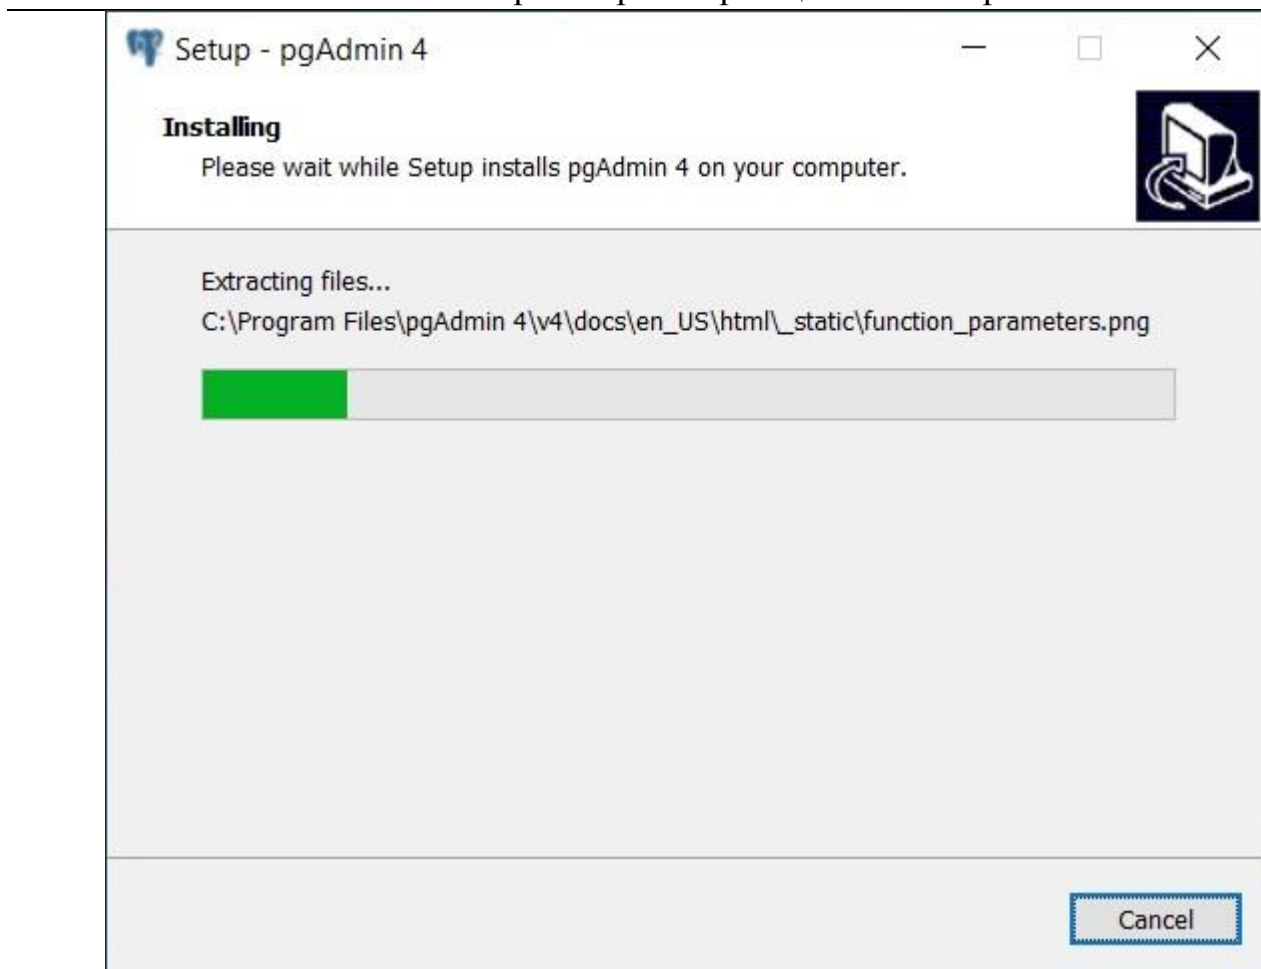 Setup - pgAdmin 4
Installing
Please wait while Setup installs pgAdmin 4 on your computer.
Extracting files...
C:\Program Files\pgAdmin 4\v4\docs\en_US\html\_static\function_parameters.png
Cancel